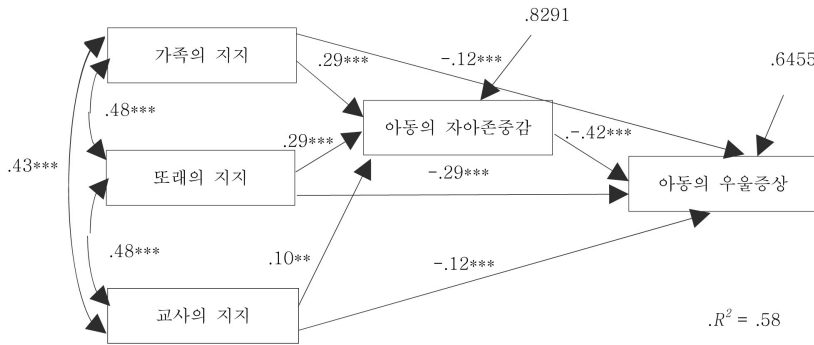 .8291
가족의 지지
-.12***
.29***
.6455
.48***
아동의 자아존중감
.-.42***
.29***
.43***
또래의 지지
-.29***
아동의 우울증상
.48***
.10**
-.12***
교사의 지지
.R² = .58